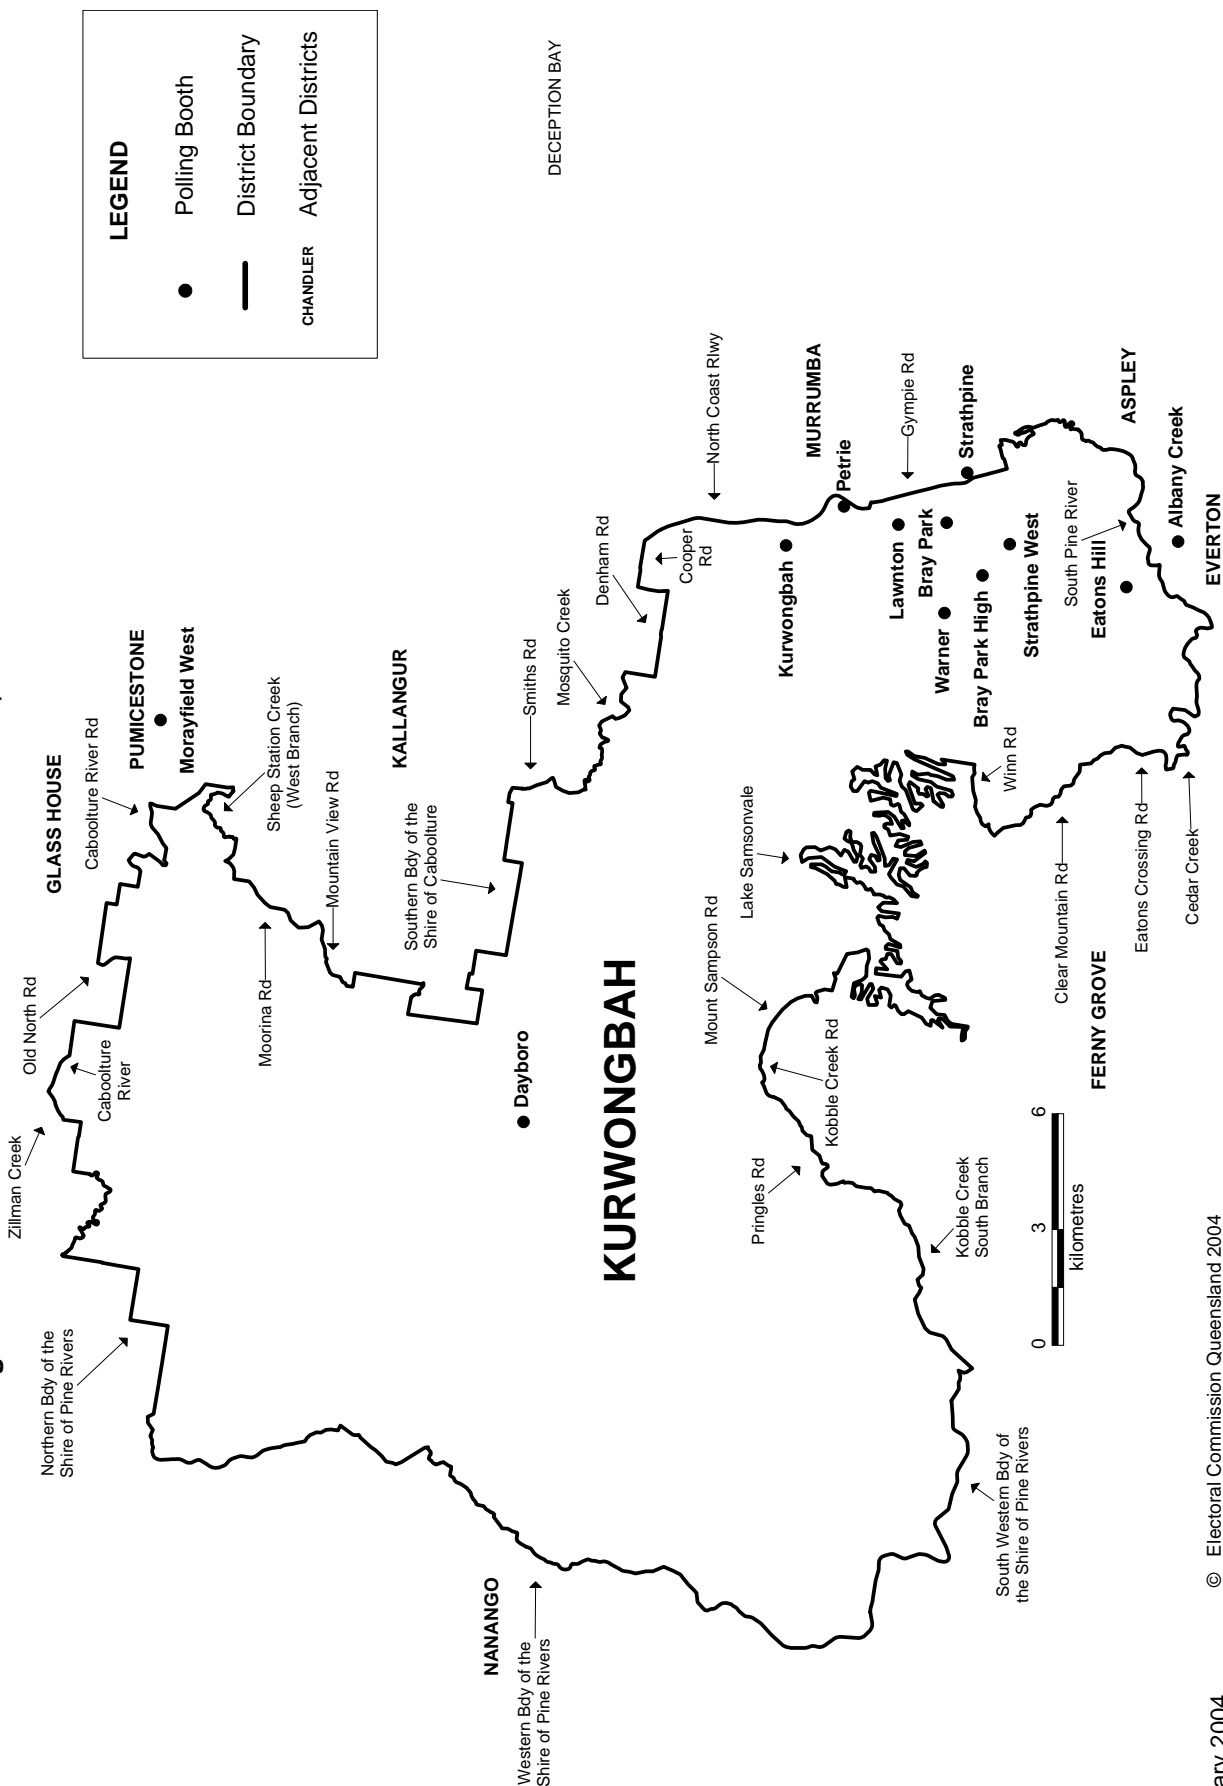 LEGEND
Polling Booth
District Boundary
CHANDLER
Adjacent Districts
DECEPTION BAY
Zillman Creek
Old North Rd
Caboolture
River
GLASS HOUSE
Caboolture River Rd
PUMICESTONE
Morayfield West
Sheep Station Creek
(West Branch)
Northern Bdy of the
Shire of Pine Rivers
Moorina Rd
Mountain View Rd
KALLANGUR
Southern Bdy of the
Shire of Caboolture
Smiths Rd
Mosquito Creek
Denham Rd
Cooper
Rd
North Coast Rlwy
NANANGO
Western Bdy of the
Shire of Pine Rivers
Dayboro
KURWONGBAH
Kurwongbah
MURRUMBA
Petrie
Mount Sampson Rd
Lake Samsonvale
Pringles Rd
Kobble Creek Rd
Lawnton
Gympie Rd
Bray Park
Warner
Strathpine
Bray Park High
Strathpine West
Winn Rd
Kobble Creek
South Branch
South Western Bdy of
the Shire of Pine Rivers
0
3
6
kilometres
Clear Mountain Rd
FERNY GROVE
South Pine River
Eatons Hill
ASPLEY
Eatons Crossing Rd
Albany Creek
Cedar Creek
EVERTON
© Electoral Commission Queensland 2004
ary 2004